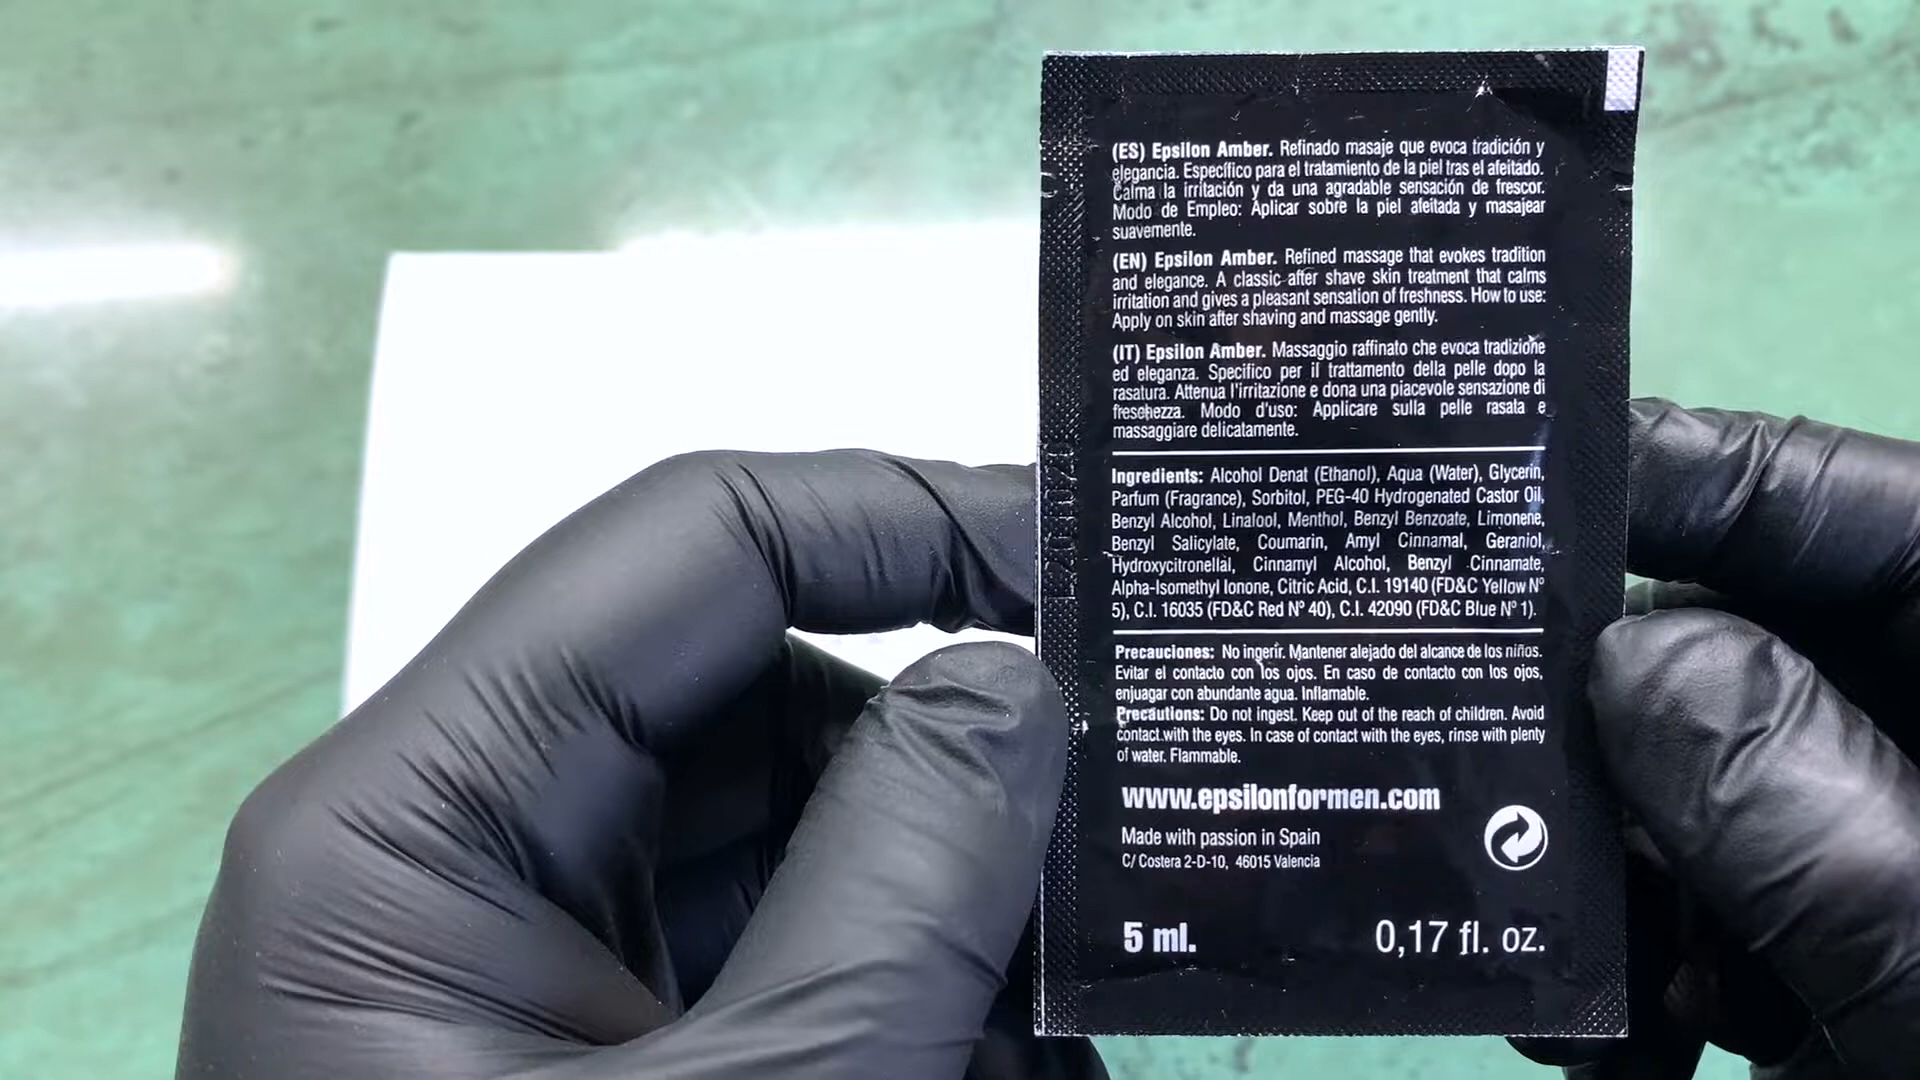 (ES) Epsilon Amber. Refinado masaje que evoca tradición y
elegancia. Específico para el tratamiento de la piel tras el afeitado.
Calma la irritación y da una agradable sensación de frescor.
Modo de Empleo: Aplicar sobre la piel afeitada y masajear
suavemente.
(EN) Epsilon Amber. Refined massage that evokes tradition
and elegance. A classic after shave skin treatment that calms
irritation and gives a pleasant sensation of freshness. How to use:
Apply on skin after shaving and massage gently.
(IT) Epsilon Amber. Massaggio raffinato che evoca tradizione
ed eleganza. Specifico per il trattamento della pelle dopo la
rasatura. Attenua l'irritazione e dona una piacevole sensazione di
freschezza. Modo d'uso: Applicare sulla pelle rasata e
massaggiare delicatamente.
Ingredients: Alcohol Denat (Ethanol), Aqua (Water), Glycerin,
Parfum (Fragrance), Sorbitol, PEG-40 Hydrogenated Castor Oil,
Benzyl Alcohol, Linalool, Menthol, Benzyl Benzoate, Limonene,
Benzyl Salicylate, Coumarin, Amyl Cinnamal, Geraniol,
Hydroxycitronellal, Cinnamyl Alcohol, Benzyl Cinnamate,
Alpha-Isomethyl Ionone, Citric Acid, C.I. 19140 (FD&C Yellow Nº
5), C.I. 16035 (FD&C Red Nº 40), C.I. 42090 (FD&C Blue Nº 1).
Precauciones: No ingerir. Mantener alejado del alcance de los niños.
Evitar el contacto con los ojos. En caso de contacto con los ojos,
enjuagar con abundante agua. Inflamable.
Precautions: Do not ingest. Keep out of the reach of children. Avoid
contact with the eyes. In case of contact with the eyes, rinse with plenty
of water. Flammable.
www.epsilonformen.com
Made with passion in Spain
C/ Costera 2-D-10, 46015 Valencia
5 ml. 0,17 fl. oz.